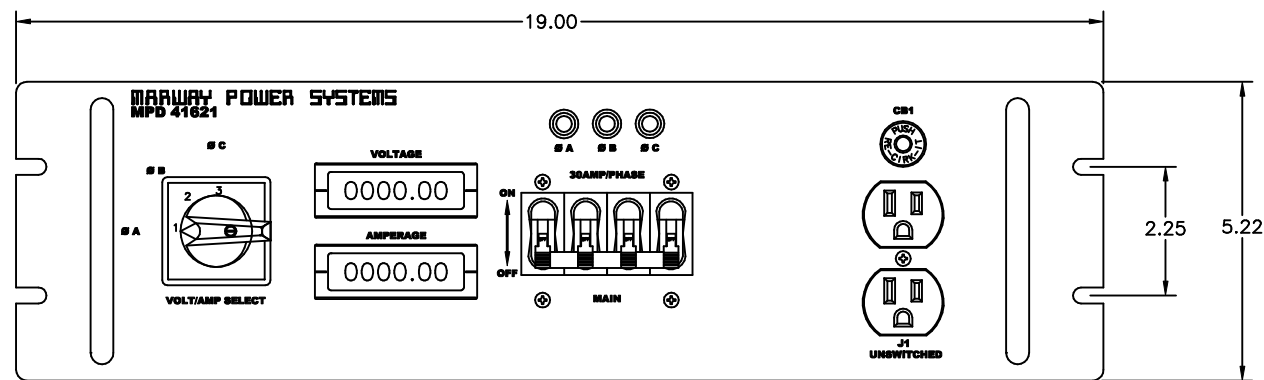 19.00
MARWAY POWER SYSTEMS
MPD 41621
CB1
PUSH
RE-CIRK-IT
Ø A Ø B Ø C
Ø C
VOLTAGE
0000.00
30AMP/PHASE
Ø B
ON
3
2
1
Ø A
2.25
5.22
AMPERAGE
0000.00
OFF
VOLT/AMP SELECT
MAIN
J1
UNSWITCHED